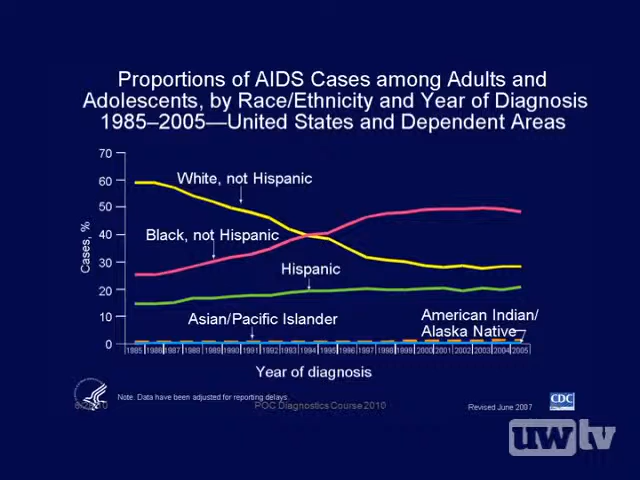 Proportions of AIDS Cases among Adults and
Adolescents, by Race/Ethnicity and Year of Diagnosis
1985–2005—United States and Dependent Areas
70
60
50
40
30
20
10
0
Cases, %
White, not Hispanic
Black, not Hispanic
Hispanic
Asian/Pacific Islander
American Indian/
Alaska Native
1985 1986 1987 1988 1989 1990 1991 1992 1993 1994 1995 1996 1997 1998 1999 2000 2001 2002 2003 2004 2005
Year of diagnosis
Note. Data have been adjusted for reporting delays.
POC Diagnostics Course 2010
Revised June 2007
CDC
uwtv